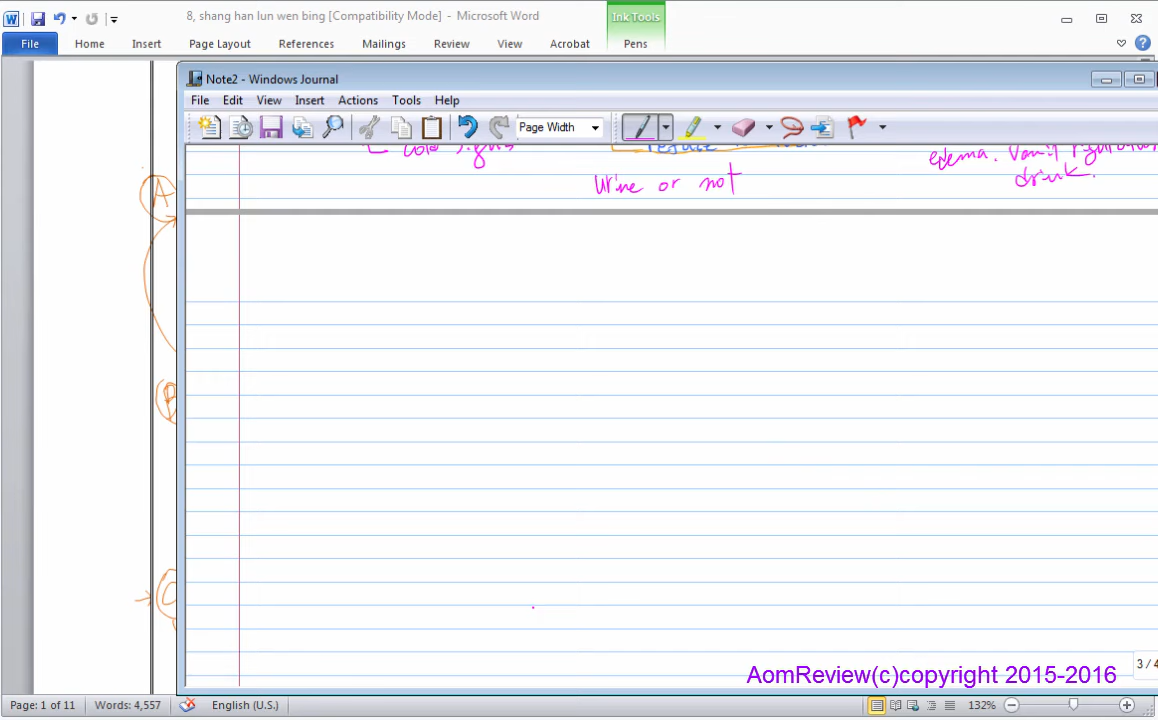 8, shang han lun wen bing [Compatibility Mode] - Microsoft Word
Ink Tools
File Home Insert Page Layout References Mailings Review View Acrobat Pens
Note2 - Windows Journal
File Edit View Insert Actions Tools Help
Page Width
cold signs
edema. Vomit right
Urine or not
drink.
A
B
C
3 / 4
AomReview(c)copyright 2015-2016
Page: 1 of 11 Words: 4,557 English (U.S.) 132%